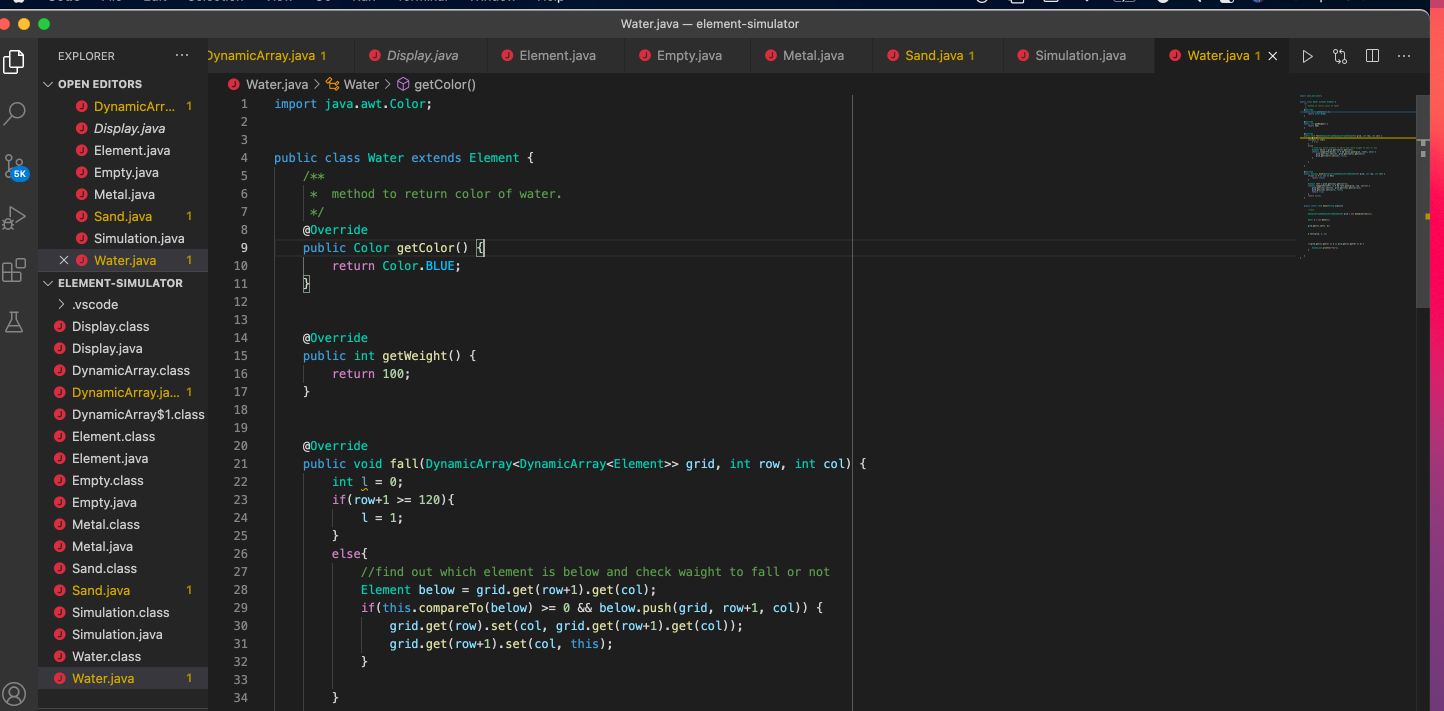 Water.java — element-simulator
EXPLORER ···
DynamicArray.java 1 Display.java Element.java Empty.java Metal.java Sand.java 1 Simulation.java Water.java 1
Water.java > Water > getColor()
OPEN EDITORS
DynamicArr... 1
Display.java
Element.java
Empty.java
Metal.java
Sand.java 1
Simulation.java
Water.java 1
ELEMENT-SIMULATOR
.vscode
Display.class
Display.java
DynamicArray.class
DynamicArray.ja... 1
DynamicArray$1.class
Element.class
Element.java
Empty.class
Empty.java
Metal.class
Metal.java
Sand.class
Sand.java 1
Simulation.class
Simulation.java
Water.class
Water.java 1
5K
1 import java.awt.Color;
2
3
4 public class Water extends Element {
5 /**
6 * method to return color of water.
7 */
8 @Override
9 public Color getColor() {
10 return Color.BLUE;
11 }
12
13
14 @Override
15 public int getWeight() {
16 return 100;
17 }
18
19
20 @Override
21 public void fall(DynamicArray<DynamicArray<Element>> grid, int row, int col) {
22 int l = 0;
23 if(row+1 >= 120){
24 l = 1;
25 }
26 else{
27 //find out which element is below and check waight to fall or not
28 Element below = grid.get(row+1).get(col);
29 if(this.compareTo(below) >= 0 && below.push(grid, row+1, col)) {
30 grid.get(row).set(col, grid.get(row+1).get(col));
31 grid.get(row+1).set(col, this);
32 }
33
34 }